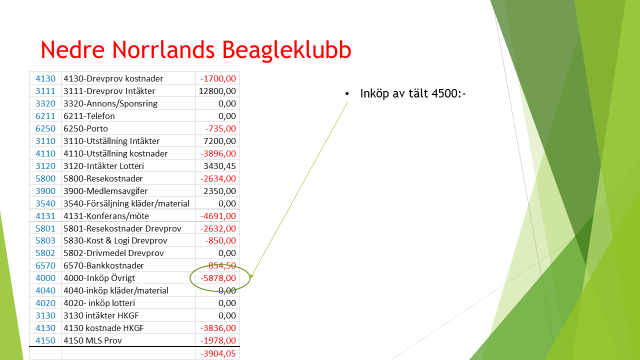 Nedre Norrlands Beagleklubb
4130 4130-Drevprov kostnader -1700,00
3111 3111-Drevprov Intäkter 12800,00
3320 3320-Annons/Sponsring 0,00
6211 6211-Telefon 0,00
6250 6250-Porto -735,00
3110 3110-Utställning Intäkter 7200,00
4110 4110-Utställning kostnader -3896,00
3120 3120-Intäkter Lotteri 3430,45
5800 5800-Resekostnader -2634,00
3900 3900-Medlemsavgifer 2350,00
3540 3540-Försäljning kläder/material 0,00
4131 4131-Konferans/möte -4691,00
5801 5801-Resekostnader Drevprov -2632,00
5803 5830-Kost & Logi Drevprov -850,00
5802 5802-Drivmedel Drevprov 0,00
6570 6570-Bankkostnader -854,50
4000 4000-Inköp Övrigt -5878,00
4040 4040-inköp kläder/material 0,00
4020 4020- inköp lotteri 0,00
3130 3130 intäkter HKGF 0,00
4130 4130 kostnade HKGF -3836,00
4150 4150 MLS Prov -1978,00
-3904,05
• Inköp av tält 4500:-